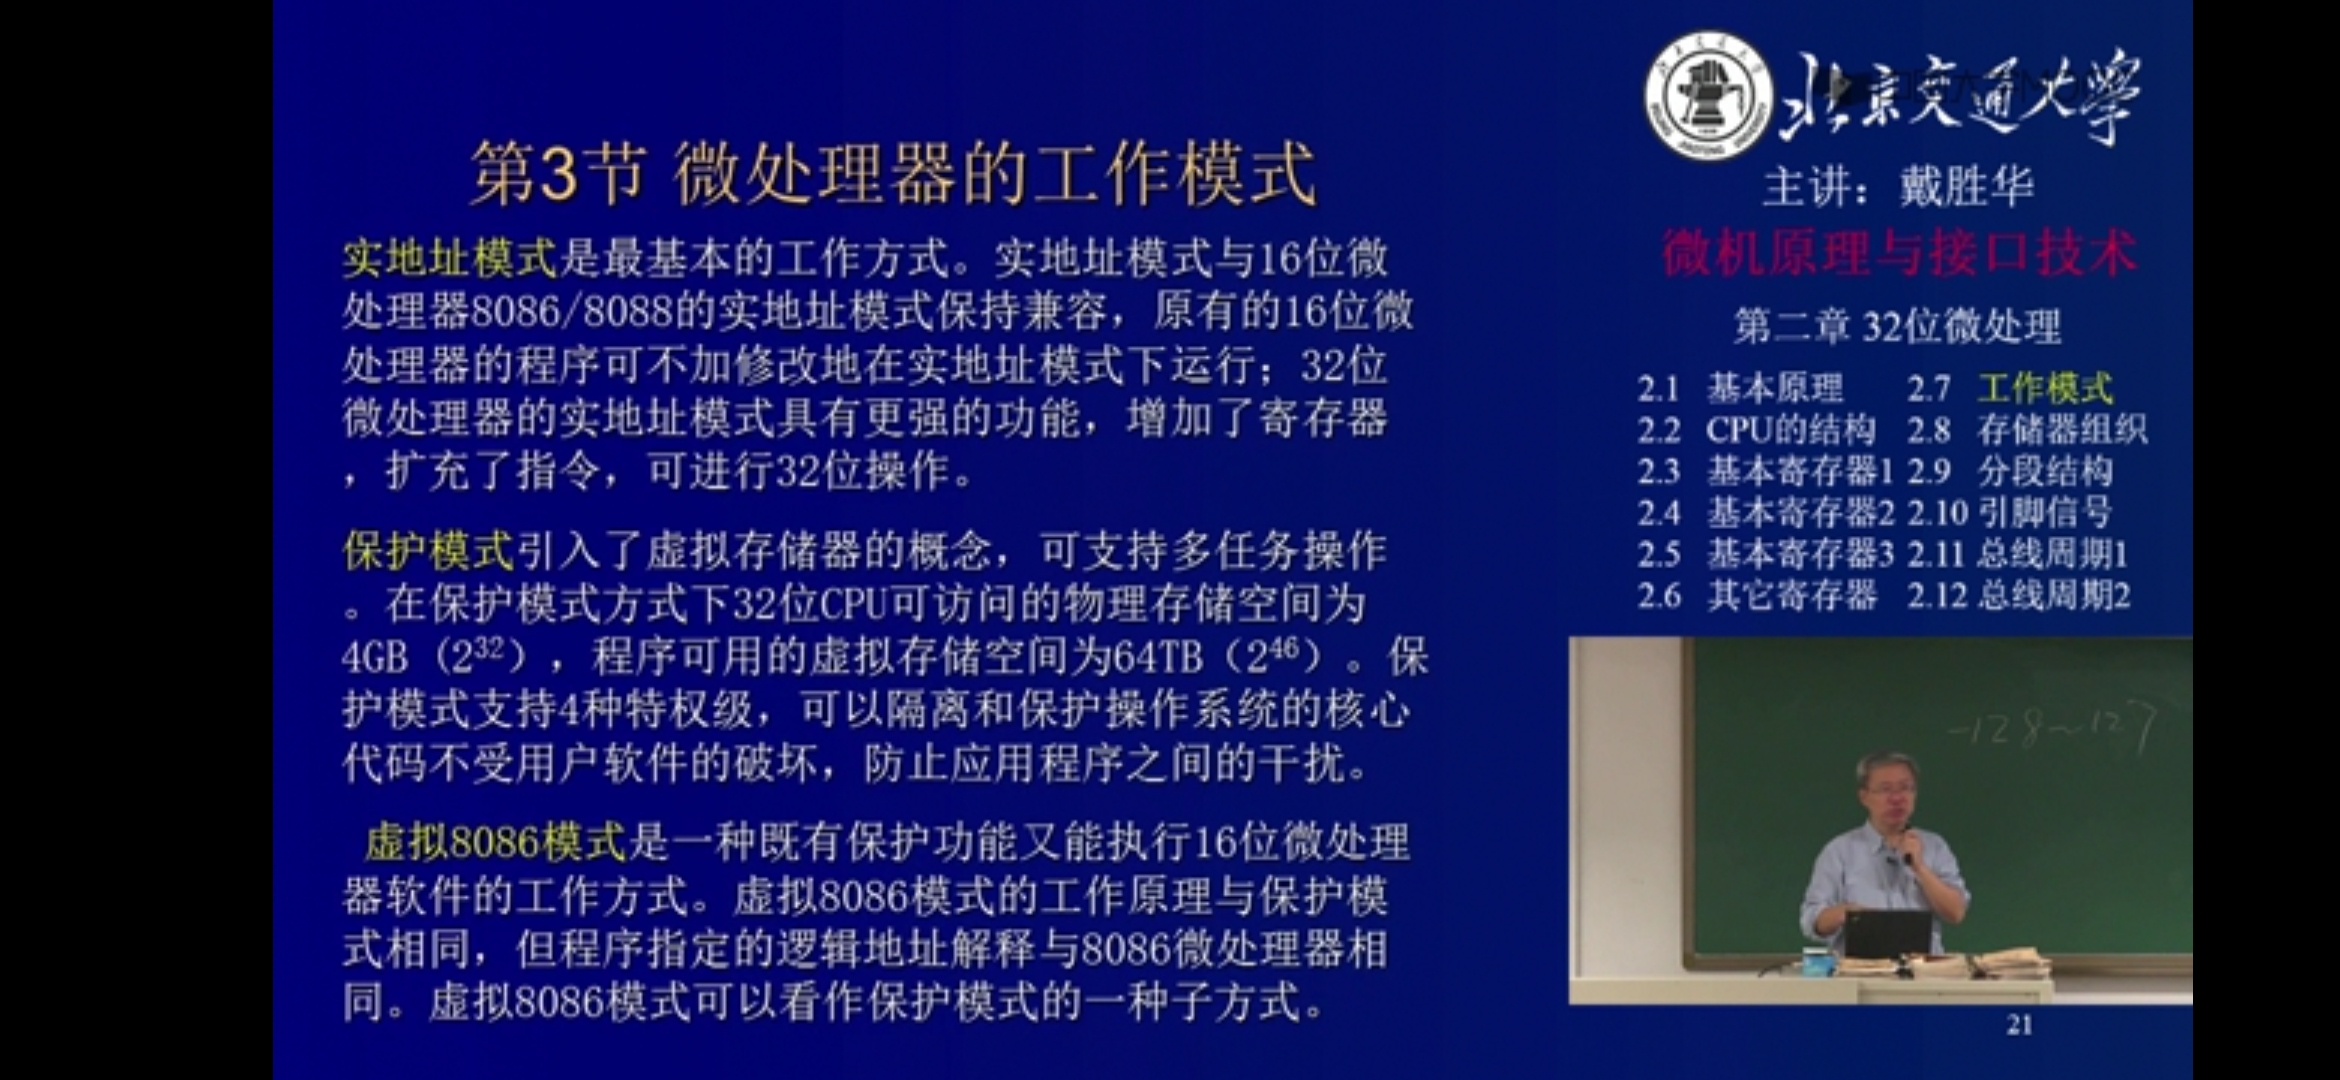 第3节 微处理器的工作模式
实地址模式是最基本的工作方式。实地址模式与16位微
处理器8086/8088的实地址模式保持兼容，原有的16位微
处理器的程序可不加修改地在实地址模式下运行；32位
微处理器的实地址模式具有更强的功能，增加了寄存器
，扩充了指令，可进行32位操作。
保护模式引入了虚拟存储器的概念，可支持多任务操作
。在保护模式方式下32位CPU可访问的物理存储空间为
4GB（2³²），程序可用的虚拟存储空间为64TB（2⁴⁶）。保
护模式支持4种特权级，可以隔离和保护操作系统的核心
代码不受用户软件的破坏，防止应用程序之间的干扰。
虚拟8086模式是一种既有保护功能又能执行16位微处理
器软件的工作方式。虚拟8086模式的工作原理与保护模
式相同，但程序指定的逻辑地址解释与8086微处理器相
同。虚拟8086模式可以看作保护模式的一种子方式。
北京交通大学
主讲：戴胜华
微机原理与接口技术
第二章 32位微处理
2.1 基本原理 2.7 工作模式
2.2 CPU的结构 2.8 存储器组织
2.3 基本寄存器1 2.9 分段结构
2.4 基本寄存器2 2.10 引脚信号
2.5 基本寄存器3 2.11 总线周期1
2.6 其它寄存器 2.12 总线周期2
-128~127
21